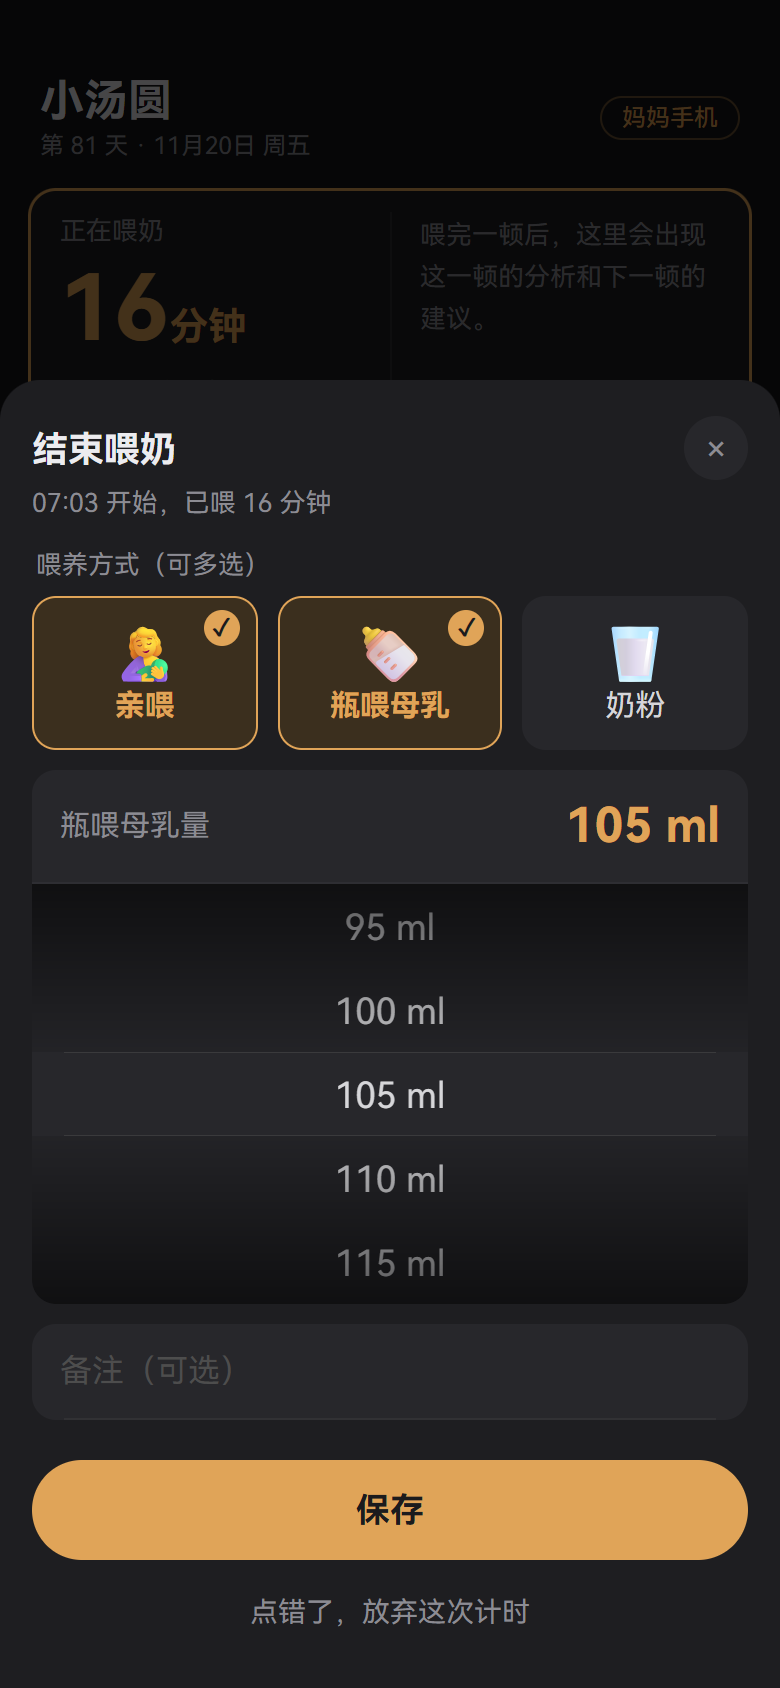 小汤圆
第 81 天 · 11月20日 周五
妈妈手机
正在喂奶
16分钟
喂完一顿后，这里会出现
这一顿的分析和下一顿的
建议。
结束喂奶
×
07:03 开始，已喂 16 分钟
喂养方式（可多选）
亲喂
瓶喂母乳
奶粉
瓶喂母乳量
105 ml
95 ml
100 ml
105 ml
110 ml
115 ml
备注（可选）
保存
点错了，放弃这次计时